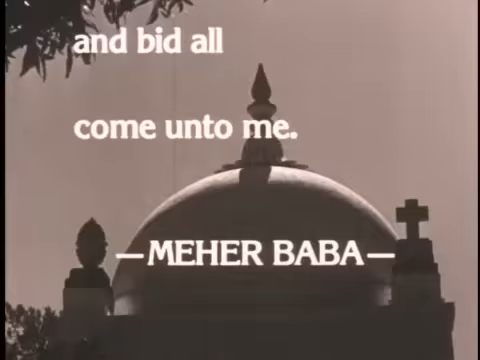 and bid all
come unto me.
—MEHER BABA—